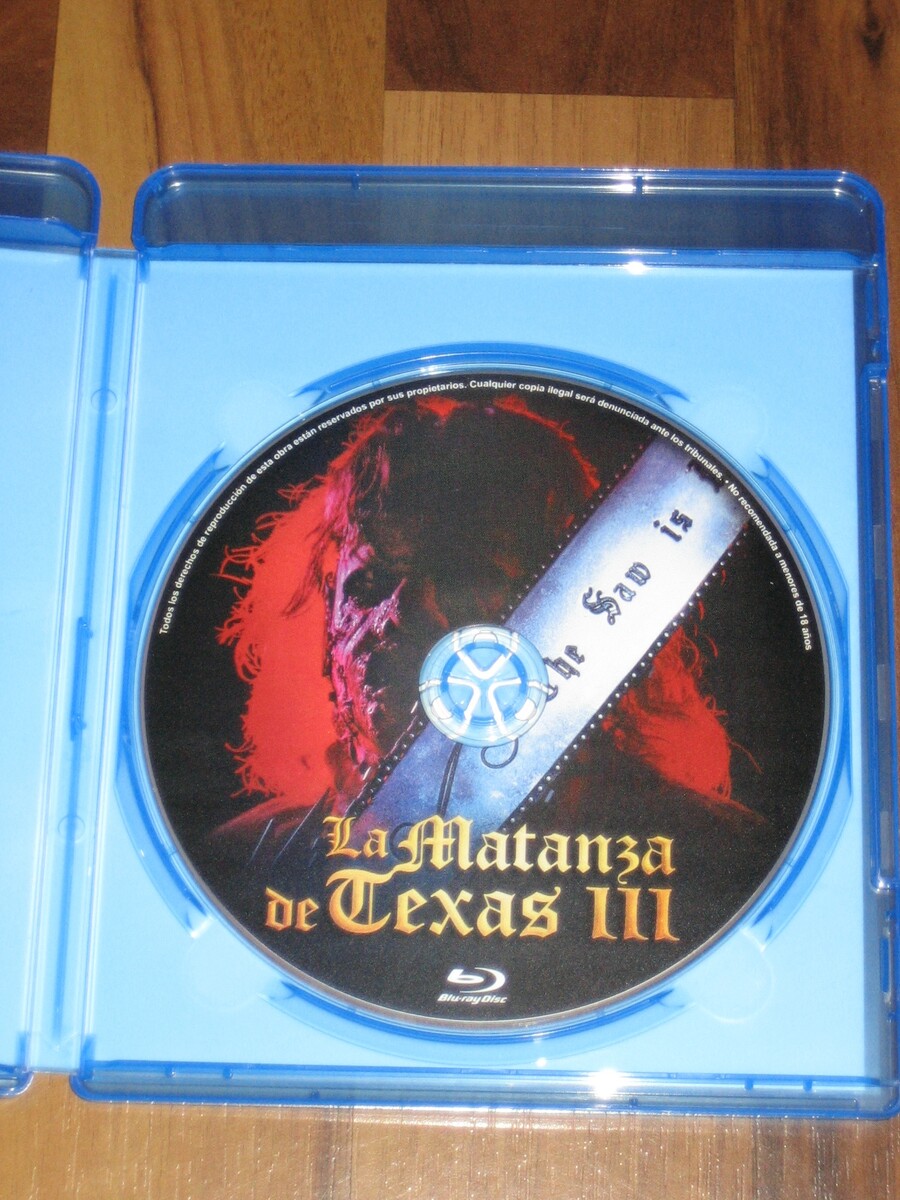 Todos los derechos de reproducción de esta obra están reservados por sus propietarios. Cualquier copia ilegal será denunciada ante los tribunales. • No recomendada a menores de 18 años
The Saw is
La Matanza
de Texas III
Blu-ray Disc